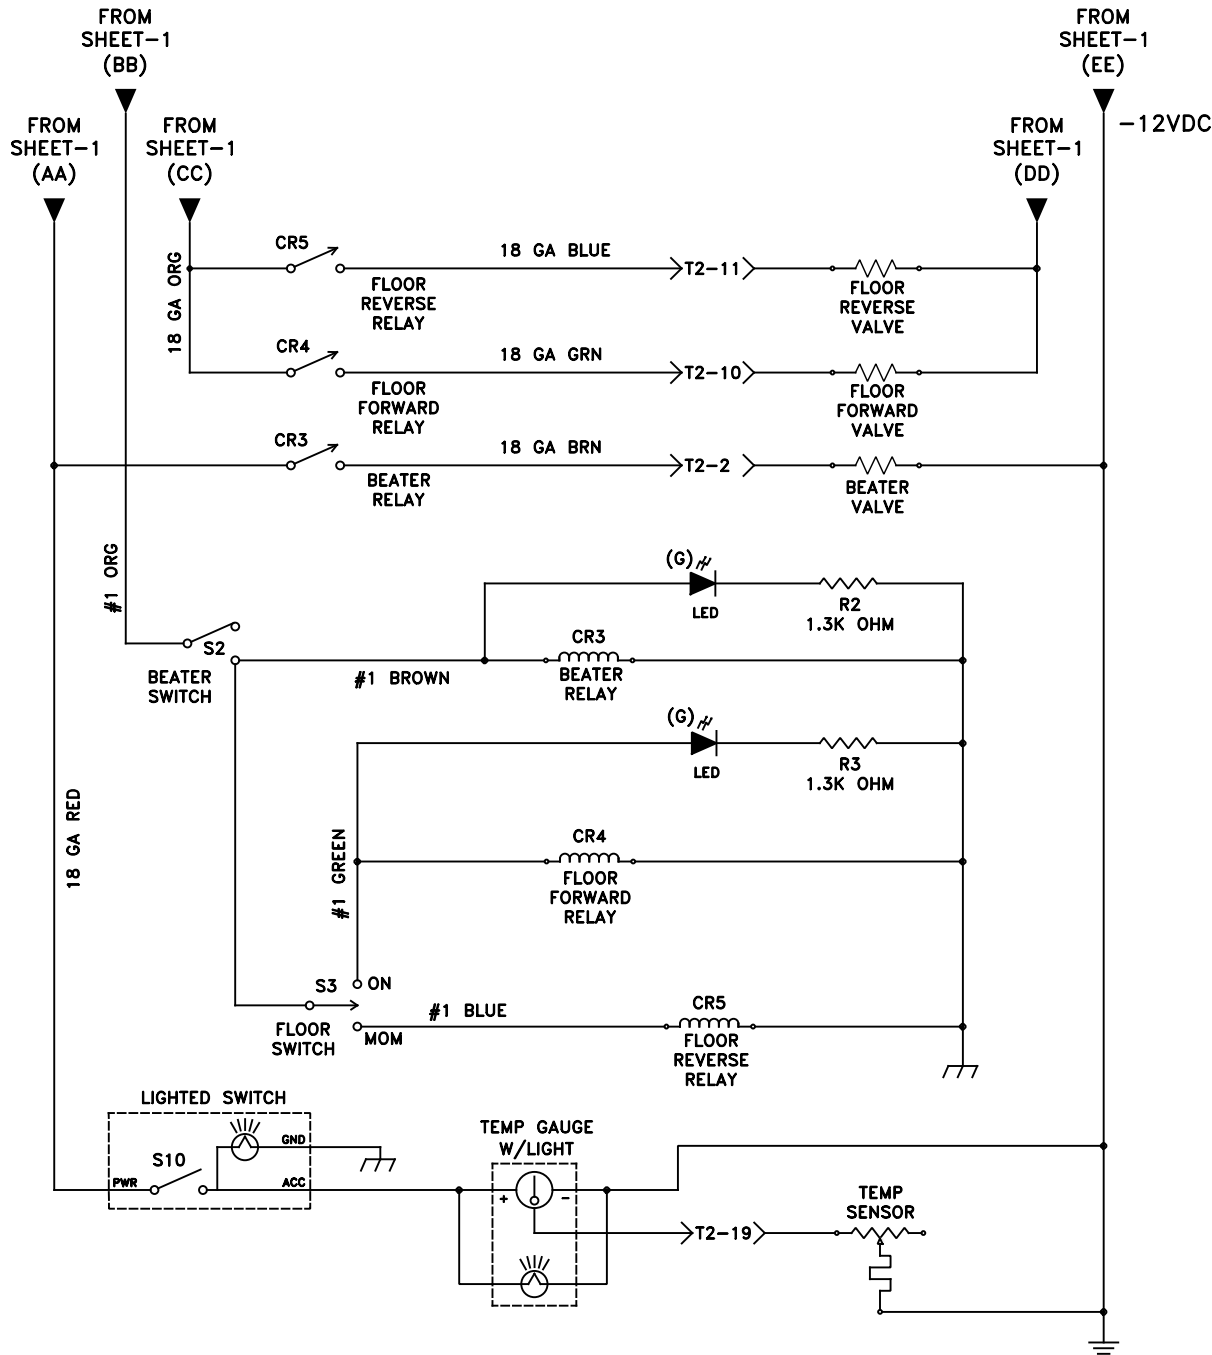 FROM
SHEET-1
(BB)
FROM
SHEET-1
(EE)
-12VDC
FROM
SHEET-1
(AA)
FROM
SHEET-1
(CC)
FROM
SHEET-1
(DD)
18 GA ORG
CR5
FLOOR
REVERSE
RELAY
18 GA BLUE
T2-11
FLOOR
REVERSE
VALVE
CR4
FLOOR
FORWARD
RELAY
18 GA GRN
T2-10
FLOOR
FORWARD
VALVE
CR3
BEATER
RELAY
18 GA BRN
T2-2
BEATER
VALVE
#1 ORG
S2
BEATER
SWITCH
#1 BROWN
(G)
LED
R2
1.3K OHM
CR3
BEATER
RELAY
(G)
LED
R3
1.3K OHM
18 GA RED
#1 GREEN
CR4
FLOOR
FORWARD
RELAY
S3
ON
FLOOR
SWITCH
MOM
#1 BLUE
CR5
FLOOR
REVERSE
RELAY
LIGHTED SWITCH
GND
S10
PWR
ACC
TEMP GAUGE
W/LIGHT
+
-
T2-19
TEMP
SENSOR